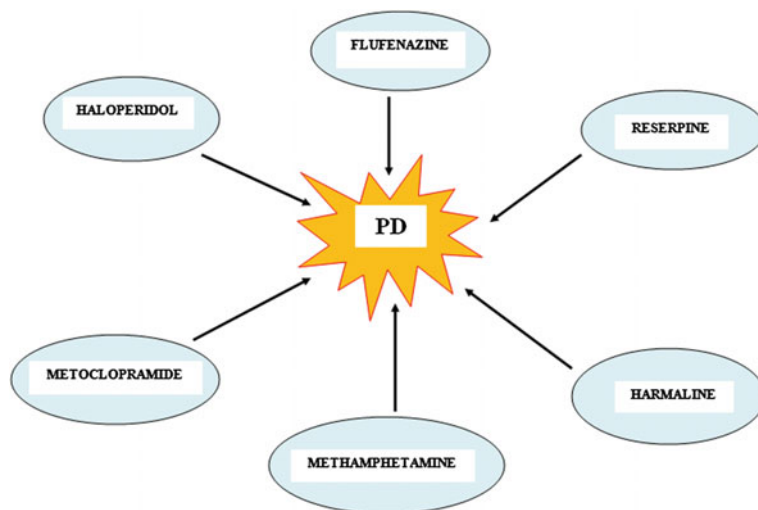 FLUFENAZINE
HALOPERIDOL
RESERPINE
PD
METOCLOPRAMIDE
HARMALINE
METHAMPHETAMINE